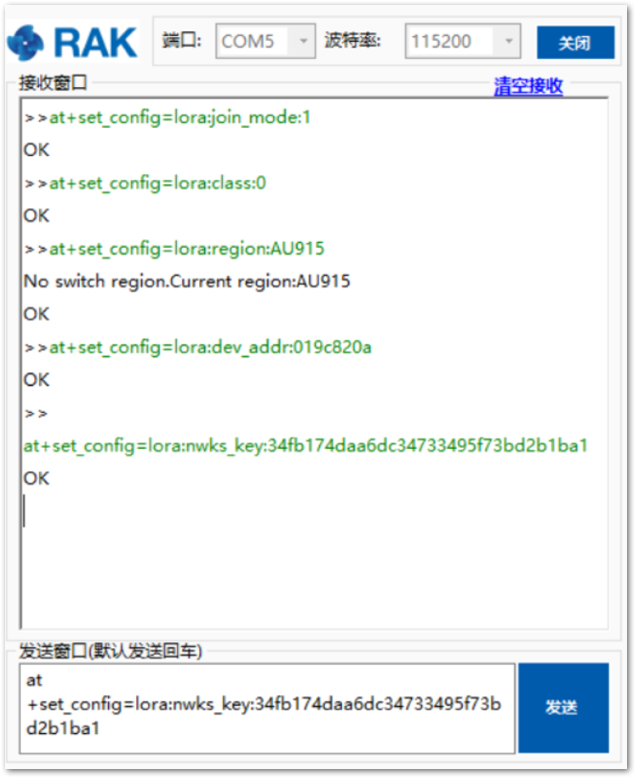 RAK 端口: COM5 波特率: 115200 关闭
接收窗口 清空接收
>>at+set_config=lora:join_mode:1
OK
>>at+set_config=lora:class:0
OK
>>at+set_config=lora:region:AU915
No switch region.Current region:AU915
OK
>>at+set_config=lora:dev_addr:019c820a
OK
>>
at+set_config=lora:nwks_key:34fb174daa6dc34733495f73bd2b1ba1
OK
发送窗口(默认发送回车)
at
+set_config=lora:nwks_key:34fb174daa6dc34733495f73b
d2b1ba1
发送